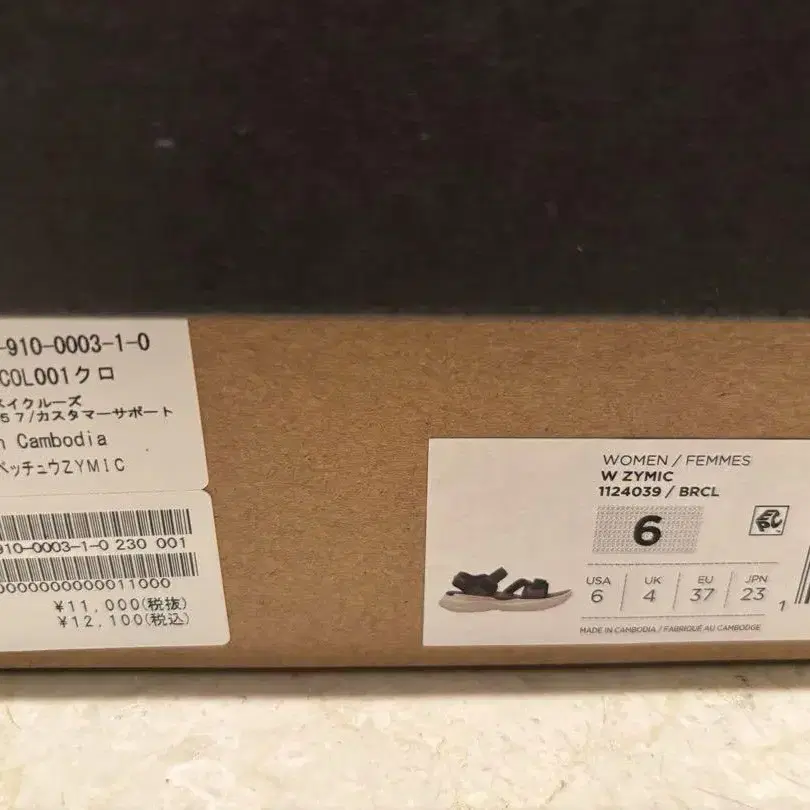 -910-0003-1-0
COL001クロ
ベイクルーズ
57/カスタマーサポート
n Cambodia
ベッチュウZYMIC
910-0003-1-0 230 001
0000000000011000
¥11,000(税抜)
¥12,100(税込)
WOMEN / FEMMES
W ZYMIC
1124039 / BRCL
6
EPC
USA UK EU JPN
6 4 37 23
1
MADE IN CAMBODIA / FABRIQUÉ AU CAMBODGE